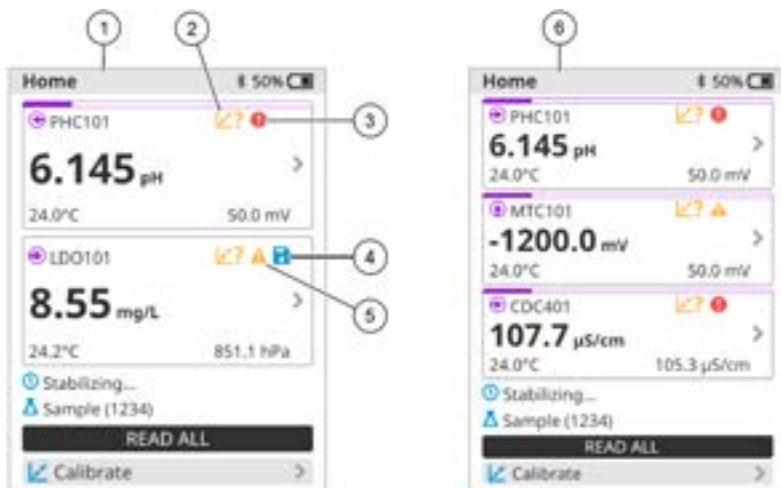 1
2
6
Home 50%
Home 50%
PHC101 ? !
3
PHC101 ? !
6.145 pH
6.145 pH
24.0°C 50.0 mV
24.0°C 50.0 mV
MTC101 ?
LDO101 ?
4
-1200.0 mV
24.0°C 50.0 mV
8.55 mg/L
5
CDC401 ? !
107.7 µS/cm
24.2°C 851.1 hPa
24.0°C 105.3 µS/cm
Stabilizing...
Stabilizing...
Sample (1234)
Sample (1234)
READ ALL
READ ALL
Calibrate
Calibrate